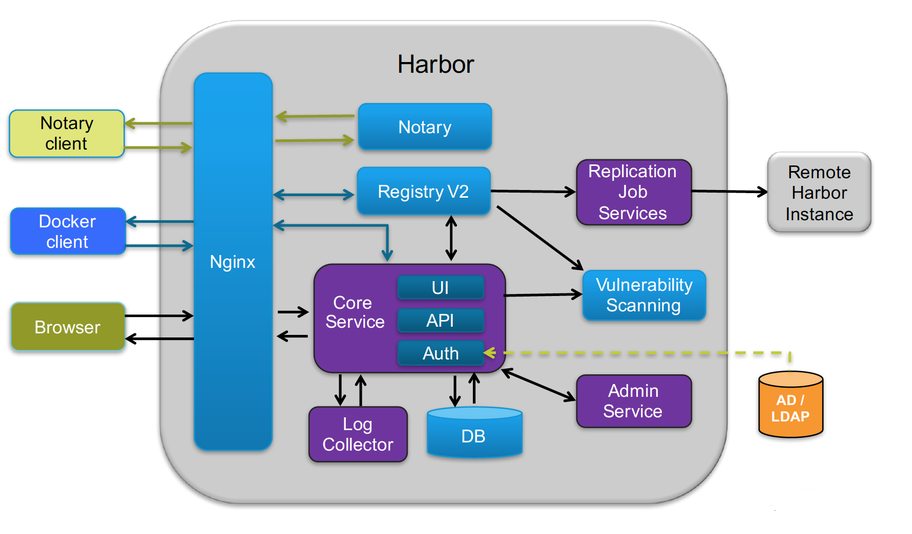 Harbor
Notary
client
Notary
Registry V2
Replication
Job
Services
Remote
Harbor
Instance
Docker
client
Nginx
Vulnerability
Scanning
Core
Service
UI
API
Auth
Browser
Admin
Service
AD /
LDAP
Log
Collector
DB